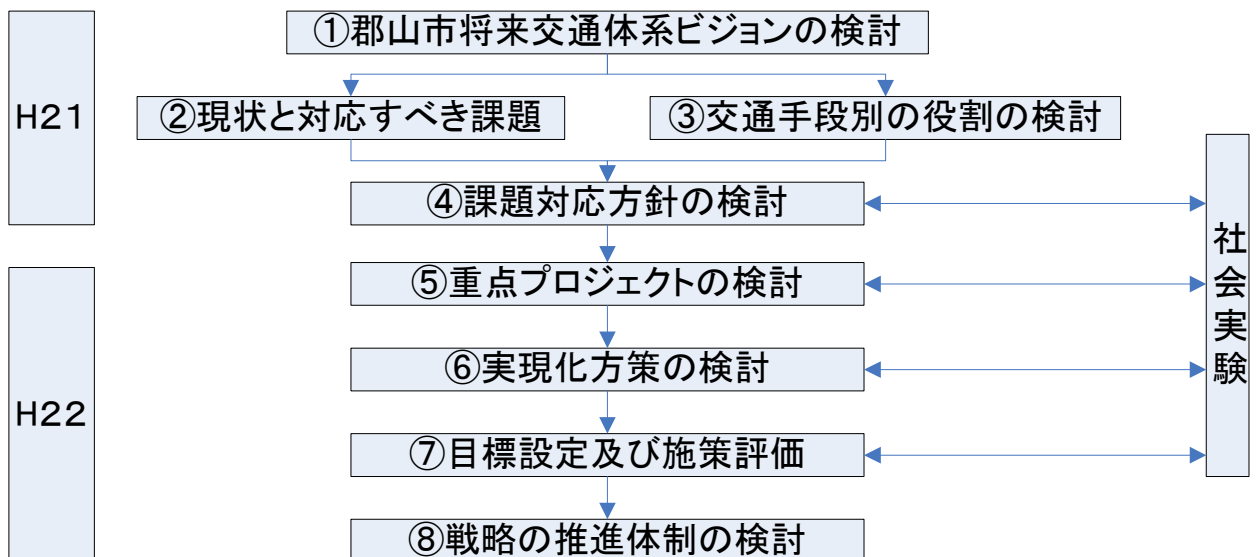 ①郡山市将来交通体系ビジョンの検討
H21
②現状と対応すべき課題
③交通手段別の役割の検討
④課題対応方針の検討
社会実験
⑤重点プロジェクトの検討
⑥実現化方策の検討
H22
⑦目標設定及び施策評価
⑧戦略の推進体制の検討